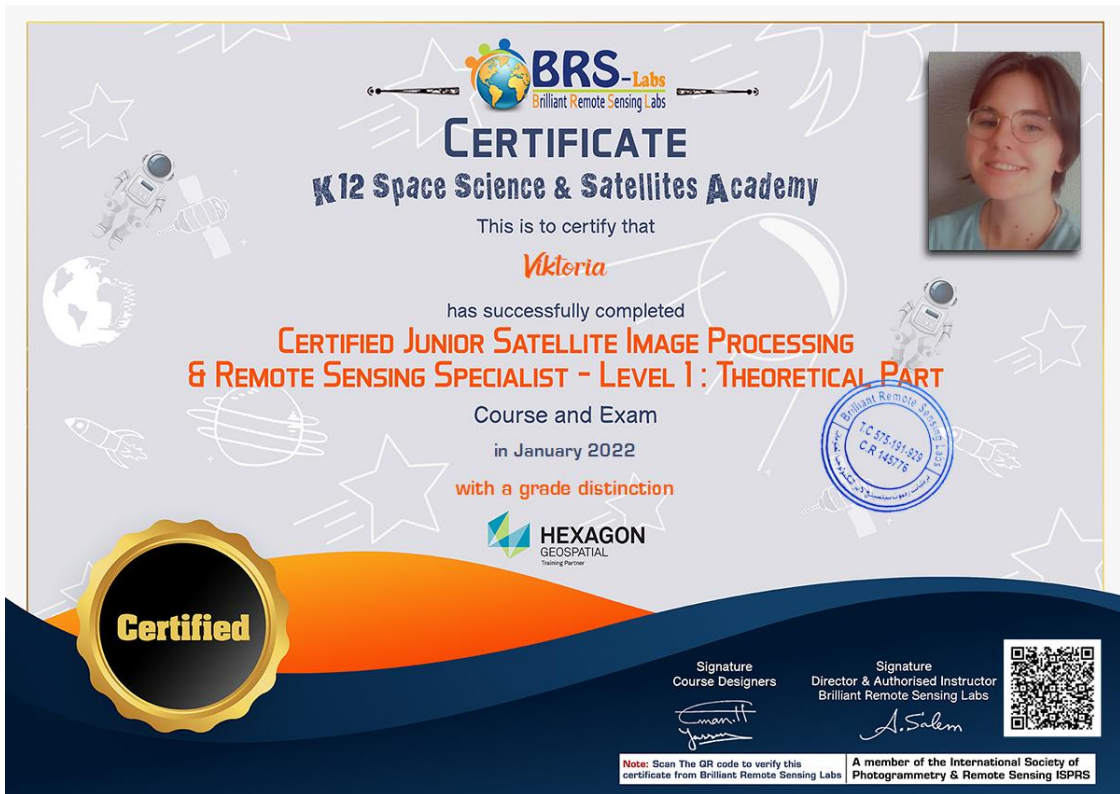 BRS-Labs
Brilliant Remote Sensing Labs
CERTIFICATE
K12 Space Science & Satellites Academy
This is to certify that
Viktoria
has successfully completed
CERTIFIED JUNIOR SATELLITE IMAGE PROCESSING
& REMOTE SENSING SPECIALIST - LEVEL 1: THEORETICAL PART
Course and Exam
in January 2022
with a grade distinction
Brilliant Remote Sensing Labs
T.C 575-191-929
C.R 145776
HEXAGON
GEOSPATIAL
Training Partner
Certified
Signature
Course Designers
Signature
Director & Authorised Instructor
Brilliant Remote Sensing Labs
A.Salem
Note: Scan The QR code to verify this
certificate from Brilliant Remote Sensing Labs
A member of the International Society of
Photogrammetry & Remote Sensing ISPRS